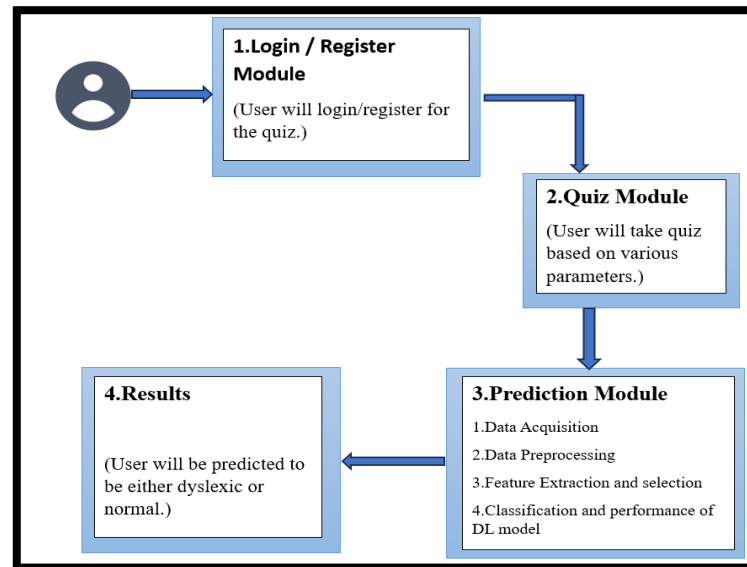 1.Login / Register
Module
(User will login/register for
the quiz.)
2.Quiz Module
(User will take quiz
based on various
parameters.)
3.Prediction Module
1.Data Acquisition
2.Data Preprocessing
3.Feature Extraction and selection
4.Classification and performance of
DL model
4.Results
(User will be predicted to
be either dyslexic or
normal.)